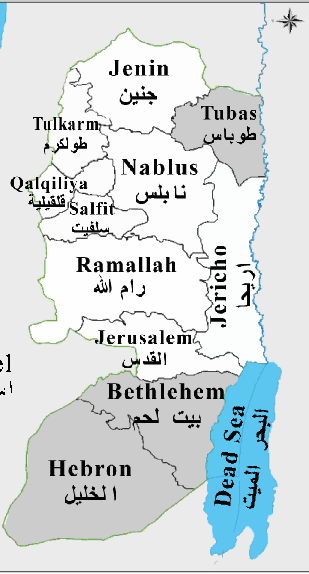 Jenin
جنين
Tubas
طوباس
Tulkarm
طولكرم
Nablus
نابلس
Qalqiliya
قلقيلية
Salfit
سلفيت
Ramallah
رام الله
Jericho
اريحا
Jerusalem
القدس
el
Bethlehem
بيت لحم
Hebron
الخليل
Dead Sea
البحر الميت